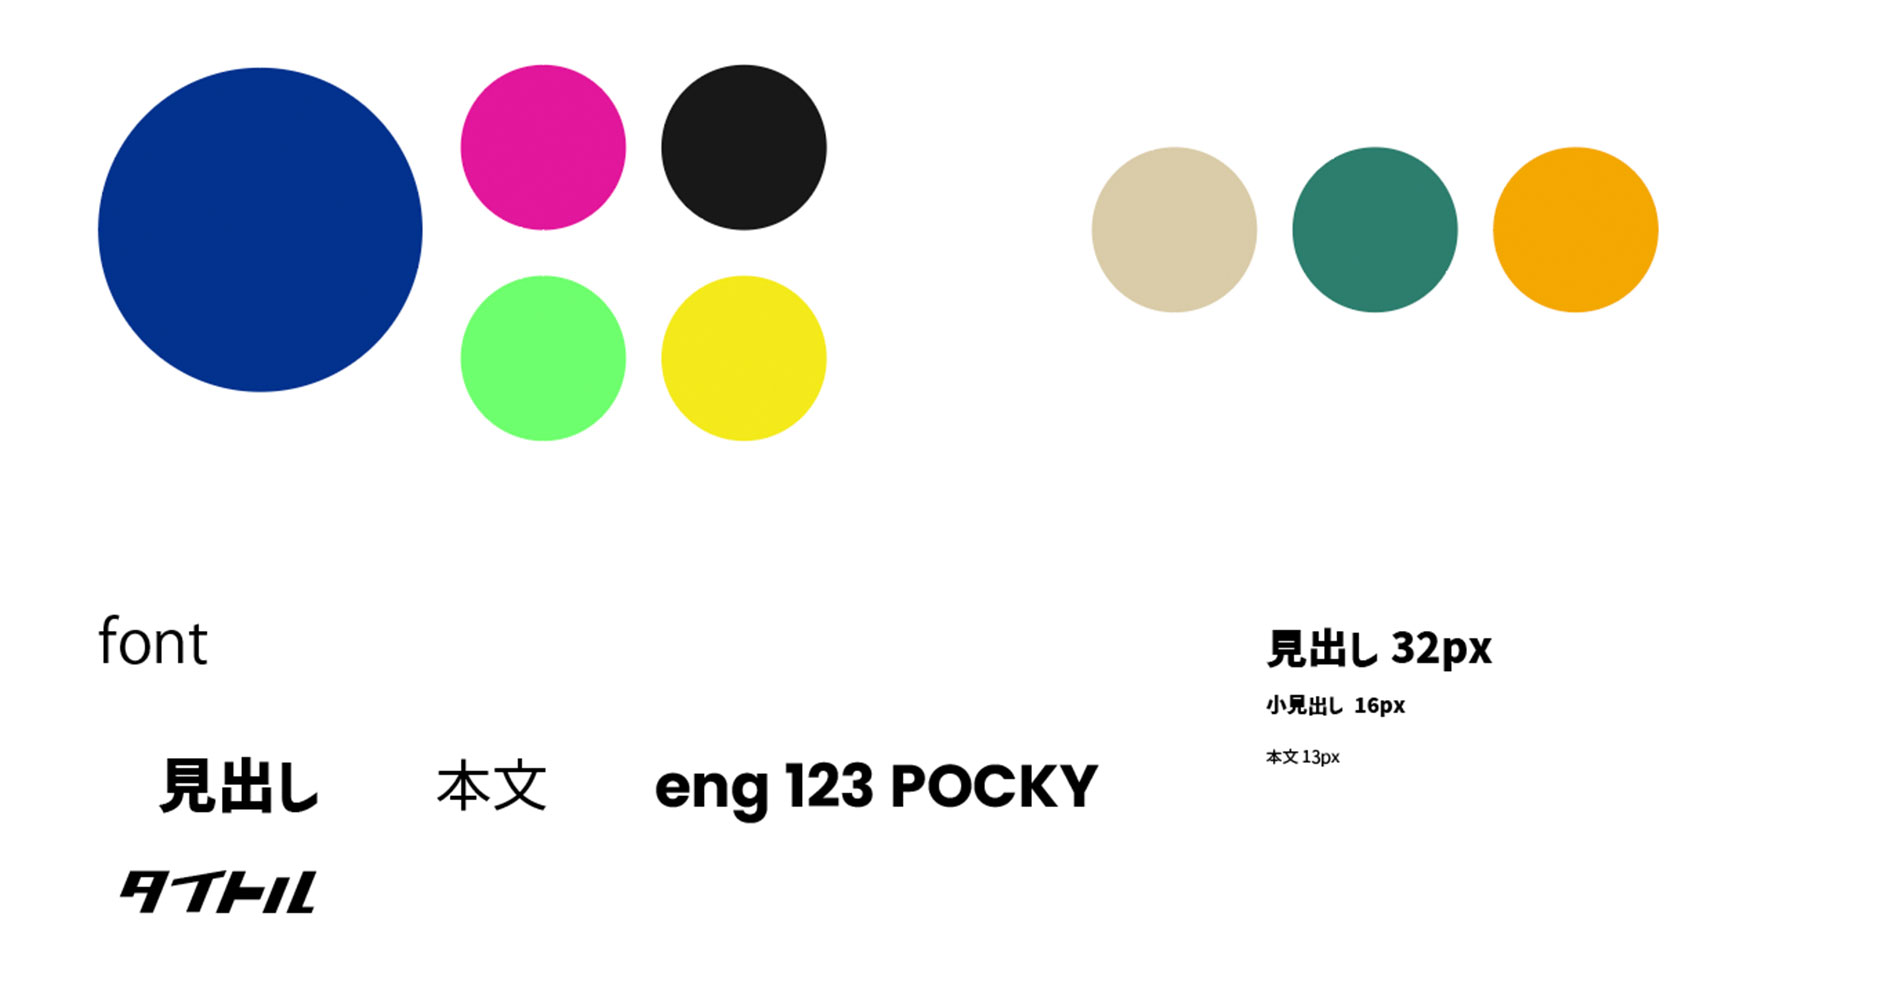 font
見出し 本文 eng 123 POCKY
タイトル
見出し 32px
小見出し 16px
本文 13px